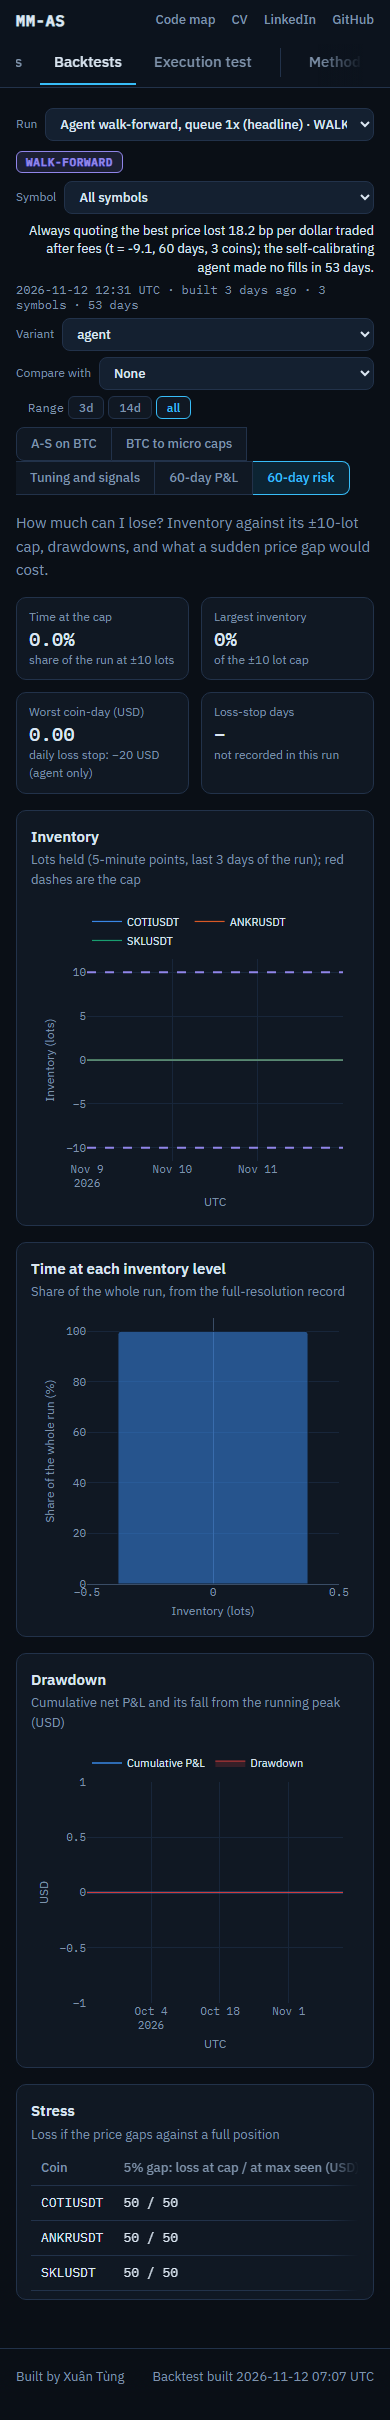 MM-AS Code map CV LinkedIn GitHub
s Backtests Execution test Method
Run Agent walk-forward, queue 1x (headline) · WALK
WALK-FORWARD
Symbol All symbols
Always quoting the best price lost 18.2 bp per dollar traded
after fees (t = -9.1, 60 days, 3 coins); the self-calibrating
agent made no fills in 53 days.
2026-11-12 12:31 UTC · built 3 days ago · 3
symbols · 53 days
Variant agent
Compare with None
Range 3d 14d all
A-S on BTC BTC to micro caps
Tuning and signals 60-day P&L 60-day risk
How much can I lose? Inventory against its ±10-lot
cap, drawdowns, and what a sudden price gap would
cost.
Time at the cap
0.0%
share of the run at ±10 lots
Largest inventory
0%
of the ±10 lot cap
Worst coin-day (USD)
0.00
daily loss stop: −20 USD
(agent only)
Loss-stop days
–
not recorded in this run
Inventory
Lots held (5-minute points, last 3 days of the run); red
dashes are the cap
COTIUSDT ANKRUSDT
SKLUSDT
Inventory (lots)
10
5
0
−5
−10
Nov 9 Nov 10 Nov 11
2026
UTC
Time at each inventory level
Share of the whole run, from the full-resolution record
Share of the whole run (%)
100
80
60
40
20
0
−0.5 0 0.5
Inventory (lots)
Drawdown
Cumulative net P&L and its fall from the running peak
(USD)
Cumulative P&L Drawdown
USD
1
0.5
0
−0.5
−1
Oct 4 Oct 18 Nov 1
2026
UTC
Stress
Loss if the price gaps against a full position
Coin 5% gap: loss at cap / at max seen (USD)
COTIUSDT 50 / 50
ANKRUSDT 50 / 50
SKLUSDT 50 / 50
Built by Xuân Tùng Backtest built 2026-11-12 07:07 UTC